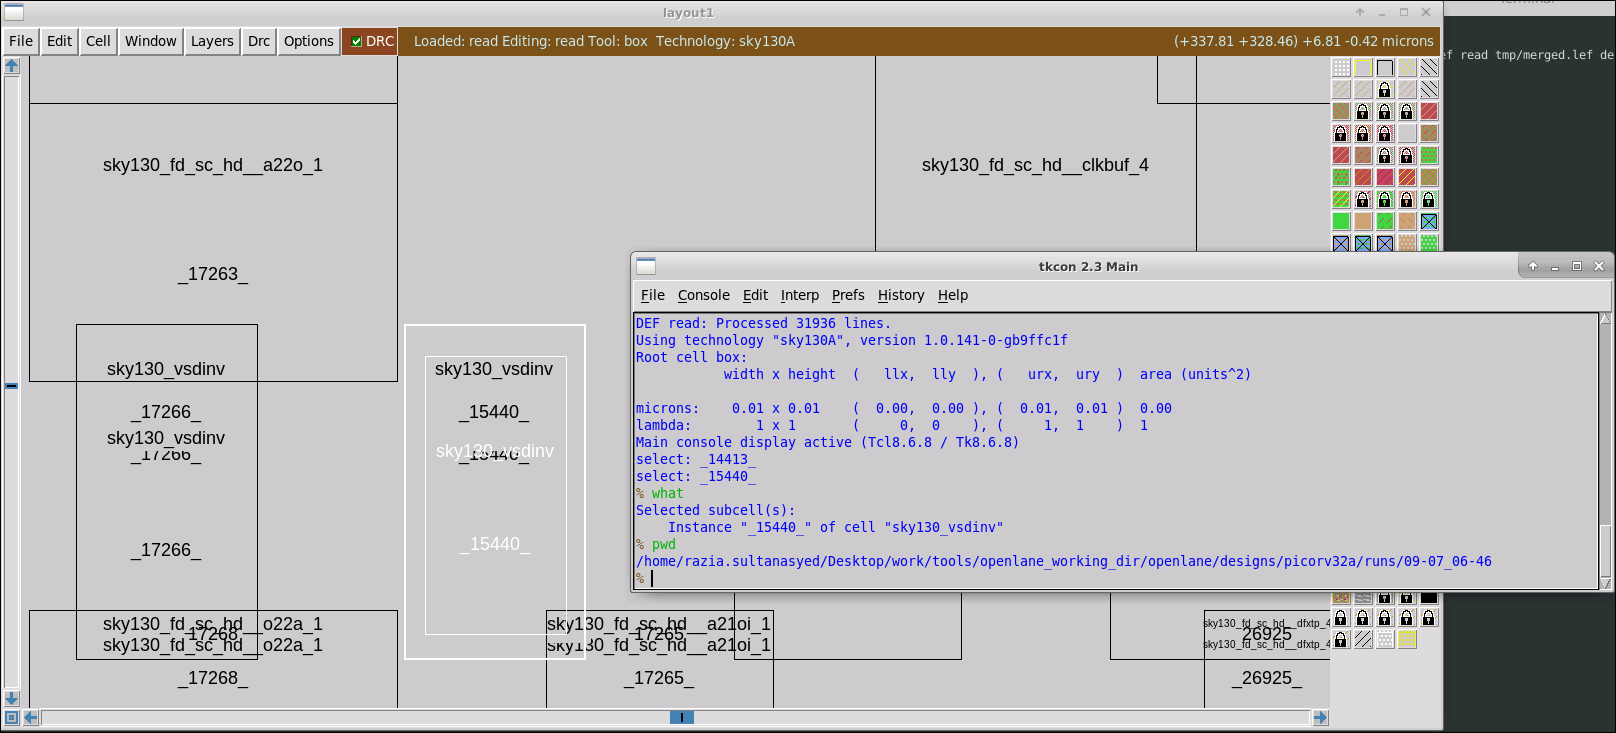 layout1
Terminal
File Edit Cell Window Layers Drc Options DRC Loaded: read Editing: read Tool: box Technology: sky130A (+337.81 +328.46) +6.81 -0.42 microns
ef read tmp/merged.lef de
sky130_fd_sc_hd__a22o_1
sky130_fd_sc_hd__clkbuf_4
_17263_
sky130_vsdinv
_17266_
sky130_vsdinv
_17266_
_17266_
sky130_vsdinv
_15440_
sky130_vsdinv
_15440_
_15440_
tkcon 2.3 Main
File Console Edit Interp Prefs History Help
DEF read: Processed 31936 lines.
Using technology "sky130A", version 1.0.141-0-gb9ffc1f
Root cell box:
width x height ( llx, lly ), ( urx, ury ) area (units^2)
microns: 0.01 x 0.01 ( 0.00, 0.00 ), ( 0.01, 0.01 ) 0.00
lambda: 1 x 1 ( 0, 0 ), ( 1, 1 ) 1
Main console display active (Tcl8.6.8 / Tk8.6.8)
select: _14413_
select: _15440_
% what
Selected subcell(s):
Instance "_15440_" of cell "sky130_vsdinv"
% pwd
/home/razia.sultanasyed/Desktop/work/tools/openlane_working_dir/openlane/designs/picorv32a/runs/09-07_06-46
%
sky130_fd_sc_hd__o22a_1
_17268_
sky130_fd_sc_hd__o22a_1
_17268_
sky130_fd_sc_hd__a21oi_1
_17265_
sky130_fd_sc_hd__a21oi_1
_17265_
sky130_fd_sc_hd__dfxtp_4
_26925_
sky130_fd_sc_hd__dfxtp_4
_26925_